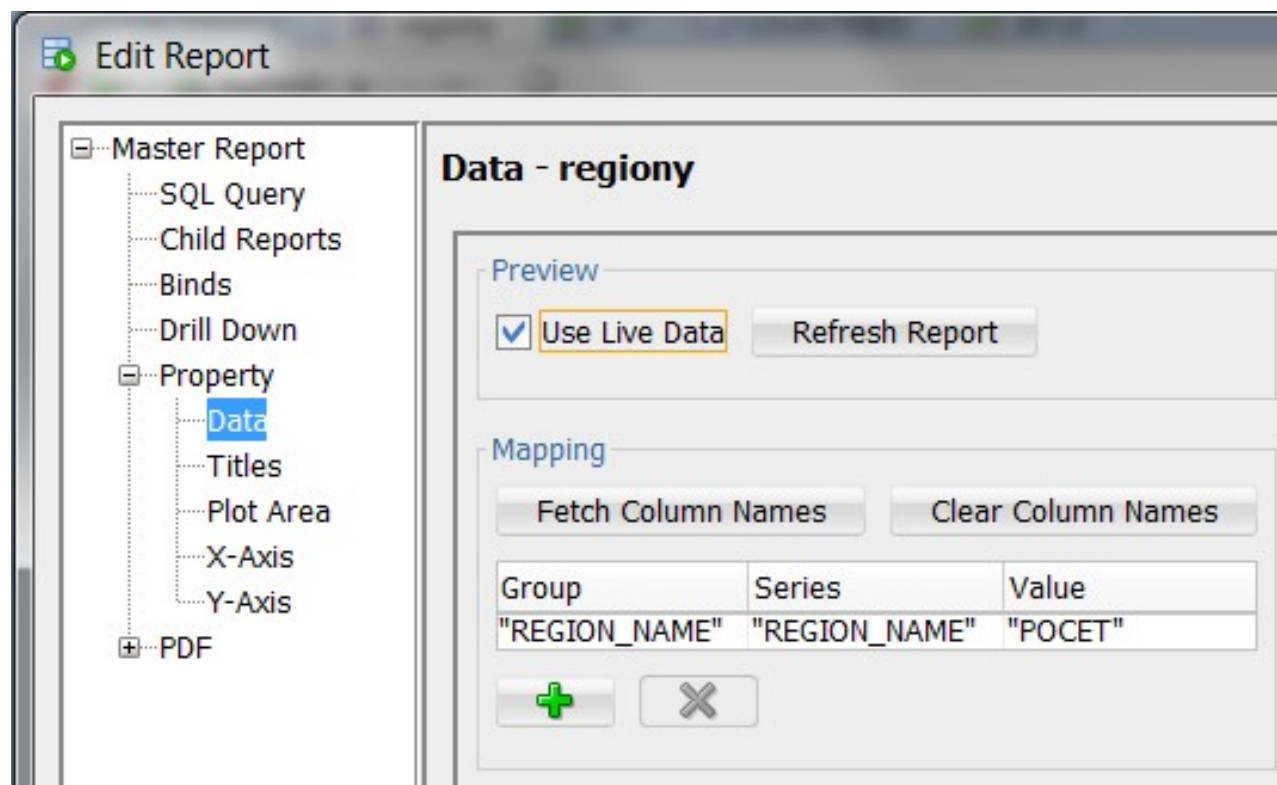 Edit Report
Master Report
SQL Query
Child Reports
Binds
Drill Down
Property
Data
Titles
Plot Area
X-Axis
Y-Axis
PDF
Data - regiony
Preview
Use Live Data Refresh Report
Mapping
Fetch Column Names Clear Column Names
Group Series Value
"REGION_NAME" "REGION_NAME" "POCET"